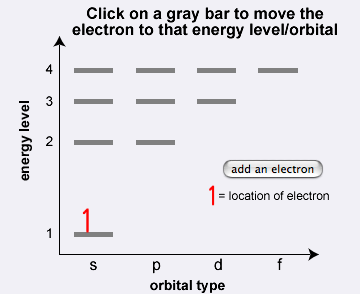 Click on a gray bar to move the
electron to that energy level/orbital
4
3
2
1
energy level
1
add an electron
1 = location of electron
s p d f
orbital type